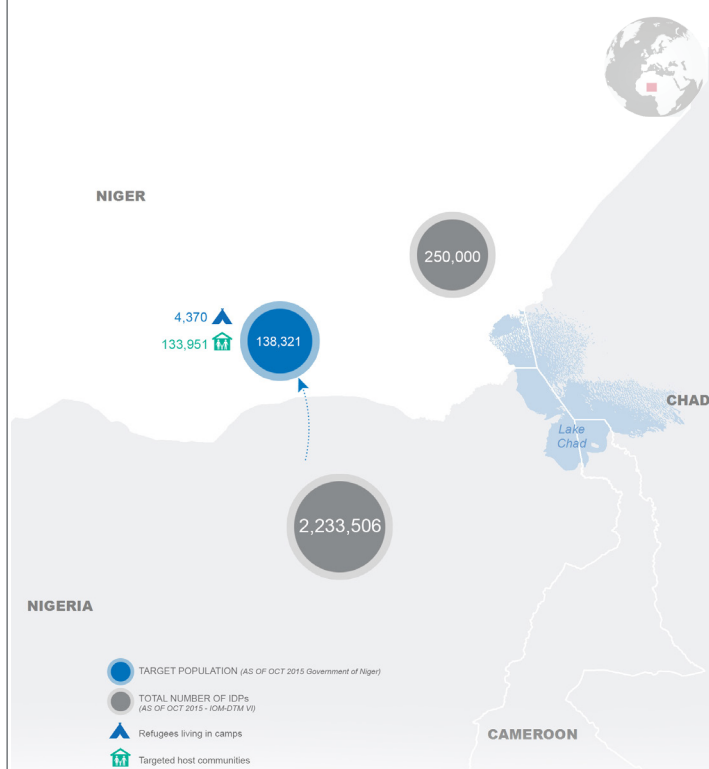 NIGER
250,000
4,370
133,951
138,321
CHAD
Lake
Chad
2,233,506
NIGERIA
TARGET POPULATION (AS OF OCT 2015 Government of Niger)
TOTAL NUMBER OF IDPs
(AS OF OCT 2015 - IOM-DTM VI)
Refugees living in camps
CAMEROON
Targeted host communities